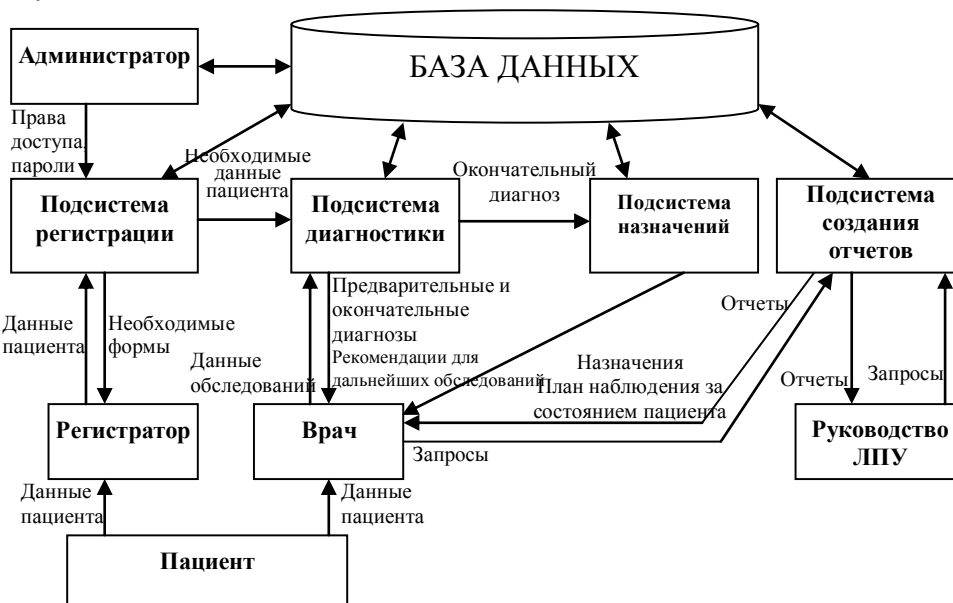 Администратор
БАЗА ДАННЫХ
Права
доступа,
пароли
Необходимые
данные
пациента
Окончательный
диагноз
Подсистема
регистрации
Подсистема
диагностики
Подсистема
назначений
Подсистема
создания
отчетов
Данные
пациента
Необходимые
формы
Данные
обследований
Предварительные и
окончательные
диагнозы
Рекомендации для
дальнейших обследований
Назначения
План наблюдения за
состоянием пациента
Отчеты
Отчеты
Запросы
Регистратор
Врач
Запросы
Руководство
ЛПУ
Данные
пациента
Данные
пациента
Пациент